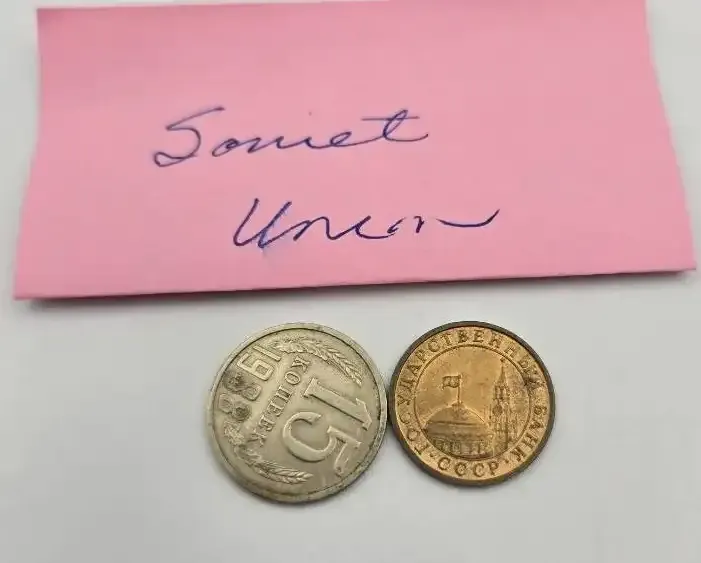 Soviet
Union
15
КОПЕЕК
1988
ГОСУДАРСТВЕННЫЙ БАНК
СССР